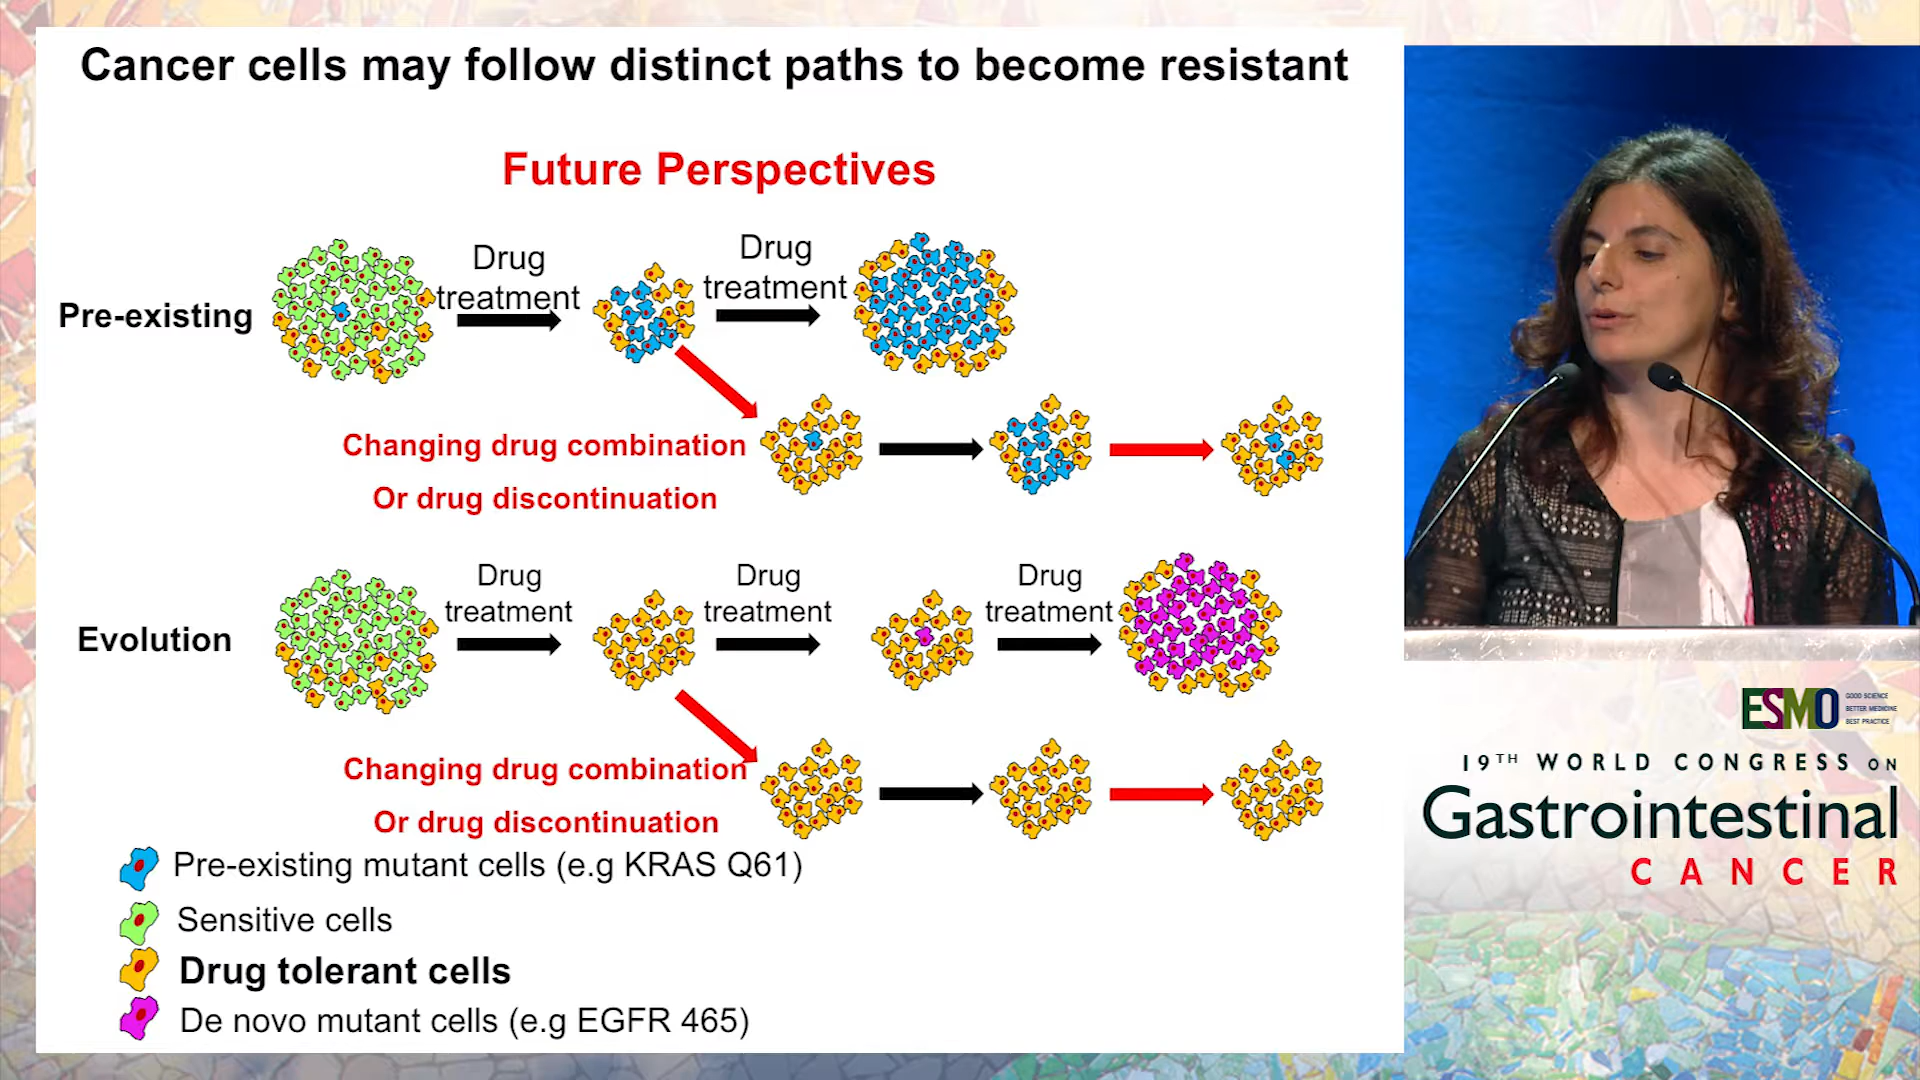 Cancer cells may follow distinct paths to become resistant
Future Perspectives
Pre-existing
Drug
treatment
Drug
treatment
Changing drug combination
Or drug discontinuation
Evolution
Drug
treatment
Drug
treatment
Drug
treatment
Changing drug combination
Or drug discontinuation
Pre-existing mutant cells (e.g KRAS Q61)
Sensitive cells
Drug tolerant cells
De novo mutant cells (e.g EGFR 465)
ESMO
GOOD SCIENCE
BETTER MEDICINE
BEST PRACTICE
19TH WORLD CONGRESS ON
Gastrointestinal
CANCER